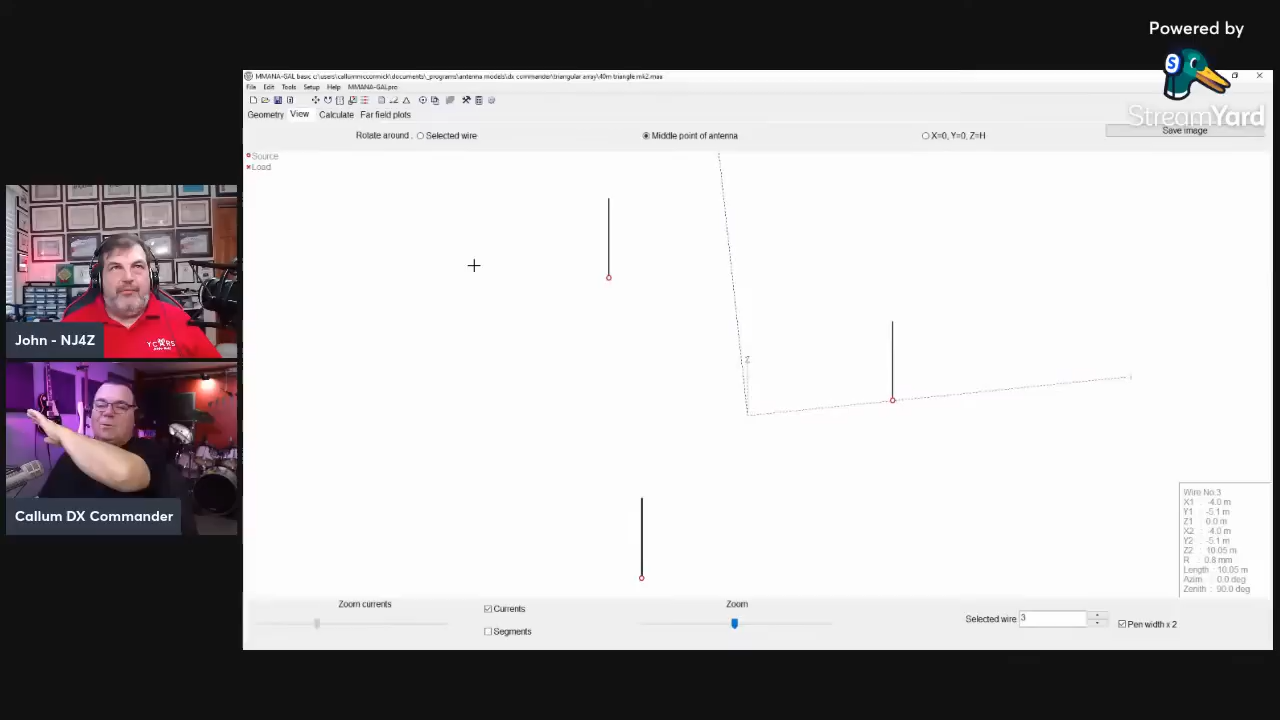 Powered by
S
StreamYard
MMANA-GAL basic c:\users\callummccormick\documents\_programs\antenna models\dx commander\triangular array\40m triangle mk2.maa
File Edit Tools Setup Help MMANA-GALpro
Geometry View Calculate Far field plots
Rotate around . Selected wire Middle point of antenna X=0, Y=0, Z=H Save image
Source
Load
Z
Wire No:3
X1 : -4.0 m
Y1 : -5.1 m
Z1 : 0.0 m
X2 : -4.0 m
Y2 : -5.1 m
Z2 : 10.05 m
R : 0.8 mm
Length : 10.05 m
Azim : 0.0 deg
Zenith : 90.0 deg
Zoom currents Currents Zoom
Segments Selected wire 3 Pen width x 2
John - NJ4Z
YCARS
Callum DX Commander